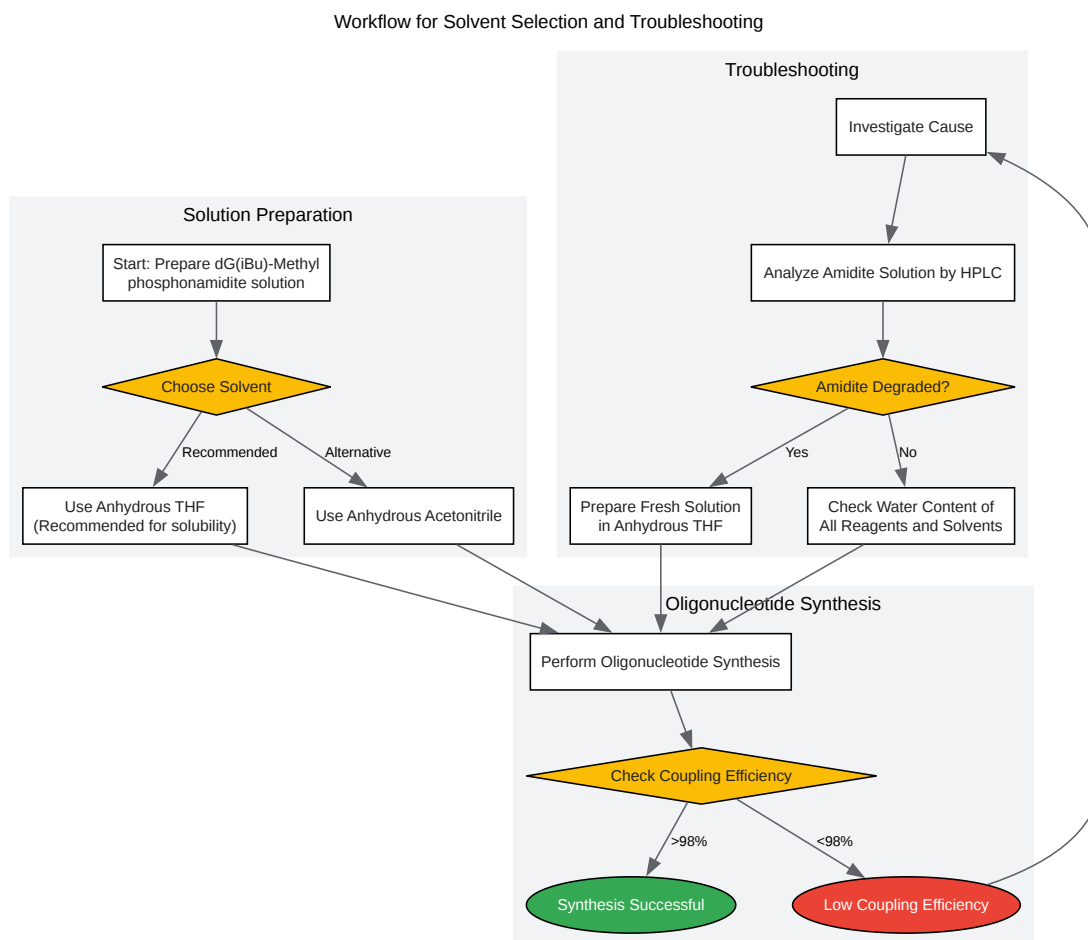 Workflow for Solvent Selection and Troubleshooting
Troubleshooting
Investigate Cause
Solution Preparation
Start: Prepare dG(iBu)-Methyl
phosphonamidite solution
Analyze Amidite Solution by HPLC
Choose Solvent
Amidite Degraded?
Recommended
Alternative
Yes
No
Use Anhydrous THF
(Recommended for solubility)
Use Anhydrous Acetonitrile
Prepare Fresh Solution
in Anhydrous THF
Check Water Content of
All Reagents and Solvents
Oligonucleotide Synthesis
Perform Oligonucleotide Synthesis
Check Coupling Efficiency
>98%
<98%
Synthesis Successful
Low Coupling Efficiency